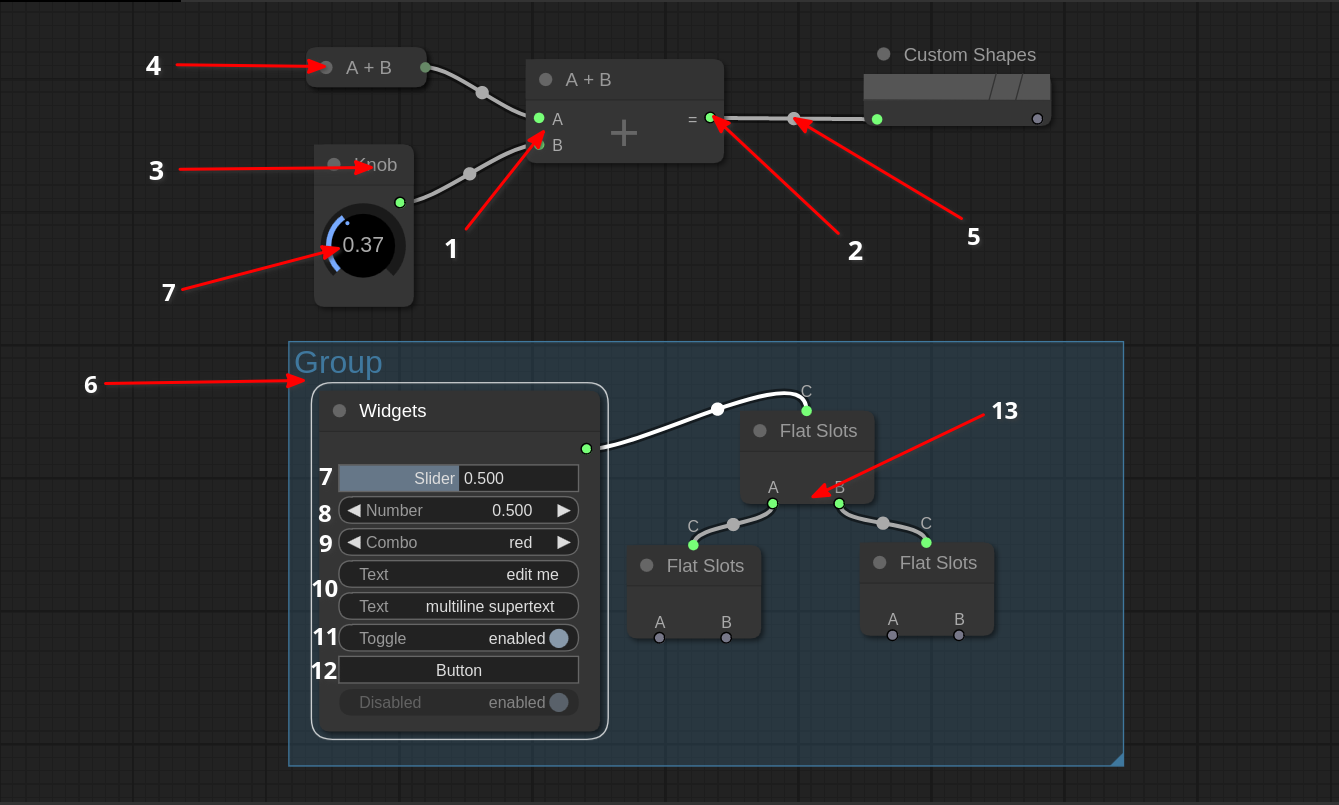 Custom Shapes
4
A + B
A + B
A
=
B
3
Knob
0.37
7
1
2
5
Group
6
Widgets
C
Flat Slots
13
7
Slider 0.500
A
B
8
Number 0.500
9
Combo red
C
C
10
Text edit me
Flat Slots
Flat Slots
Text multiline supertext
A
B
A
B
11
Toggle enabled
12
Button
Disabled enabled